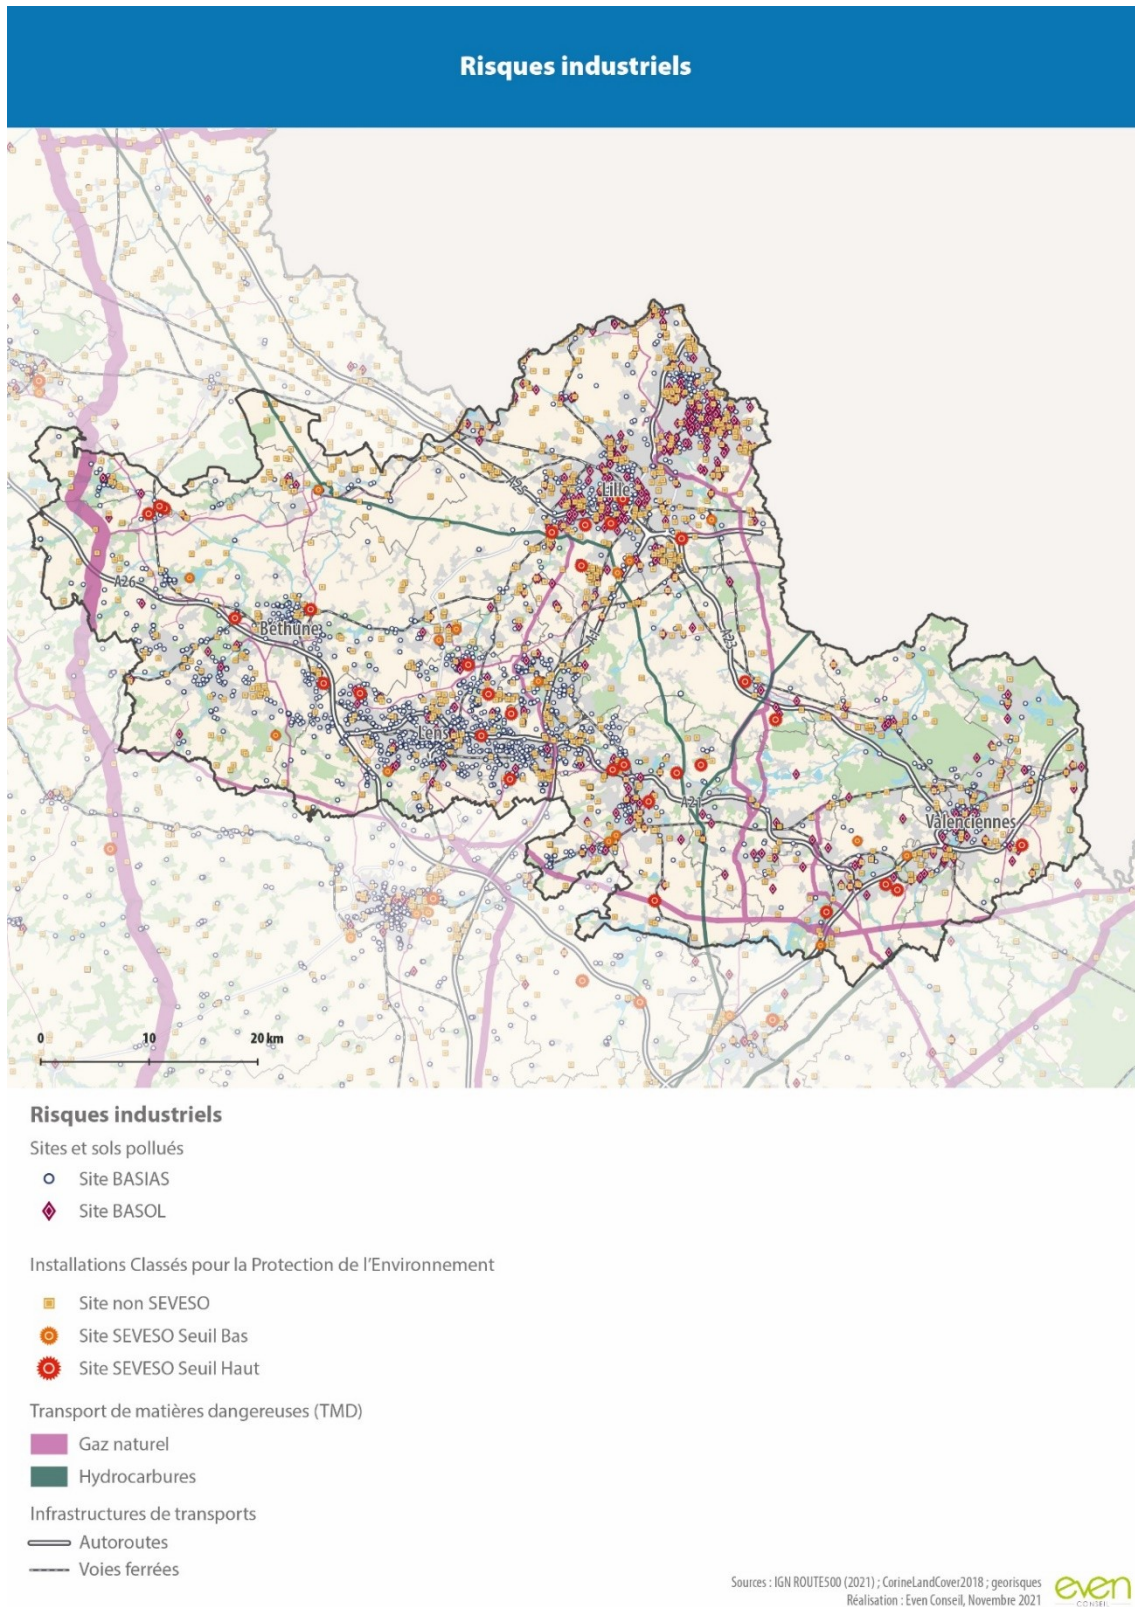 Risques industriels
Lille
A25
A26
Béthune
A1
A23
Lens
A21
Valenciennes
0 10 20 km
Risques industriels
Sites et sols pollués
Site BASIAS
Site BASOL
Installations Classés pour la Protection de l'Environnement
Site non SEVESO
Site SEVESO Seuil Bas
Site SEVESO Seuil Haut
Transport de matières dangereuses (TMD)
Gaz naturel
Hydrocarbures
Infrastructures de transports
Autoroutes
Voies ferrées
Sources : IGN ROUTE500 (2021) ; CorineLandCover2018 ; georisques
Réalisation : Even Conseil, Novembre 2021
even
CONSEIL